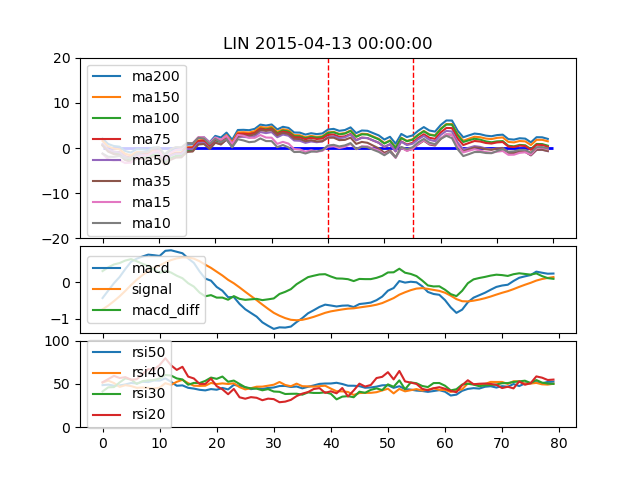 LIN 2015-04-13 00:00:00
20
10
0
−10
−20
ma200
ma150
ma100
ma75
ma50
ma35
ma15
ma10
0
−1
macd
signal
macd_diff
100
50
0
rsi50
rsi40
rsi30
rsi20
0 10 20 30 40 50 60 70 80